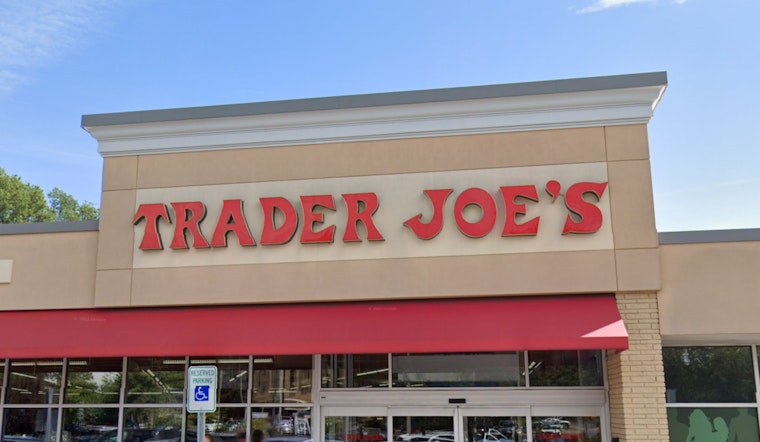 TRADER JOE'S
RESERVED
PARKING